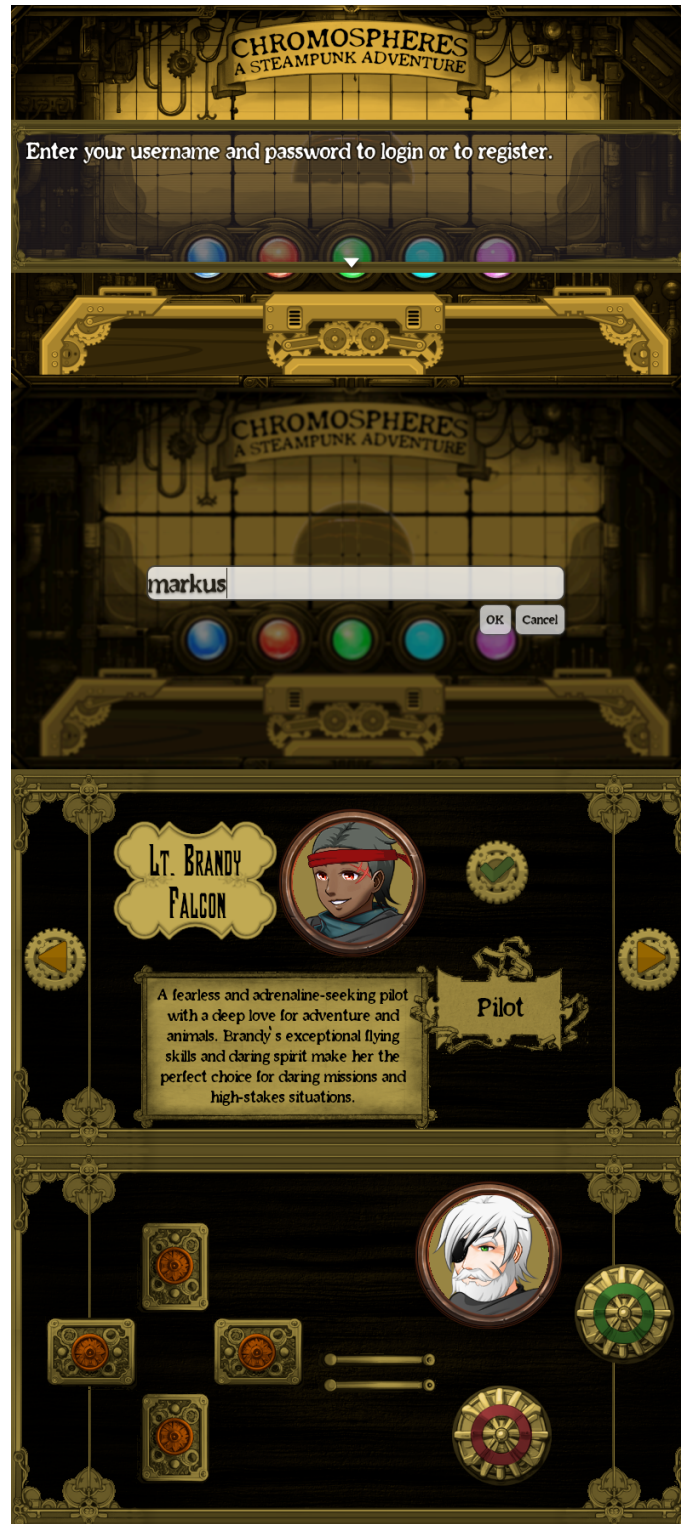 CHROMOSPHERES
A STEAMPUNK ADVENTURE
Enter your username and password to login or to register.
CHROMOSPHERES
A STEAMPUNK ADVENTURE
markus
OK
Cancel
Lt. Brandy
Falcon
A fearless and adrenaline-seeking pilot
with a deep love for adventure and
animals. Brandy's exceptional flying
skills and daring spirit make her the
perfect choice for daring missions and
high-stakes situations.
Pilot